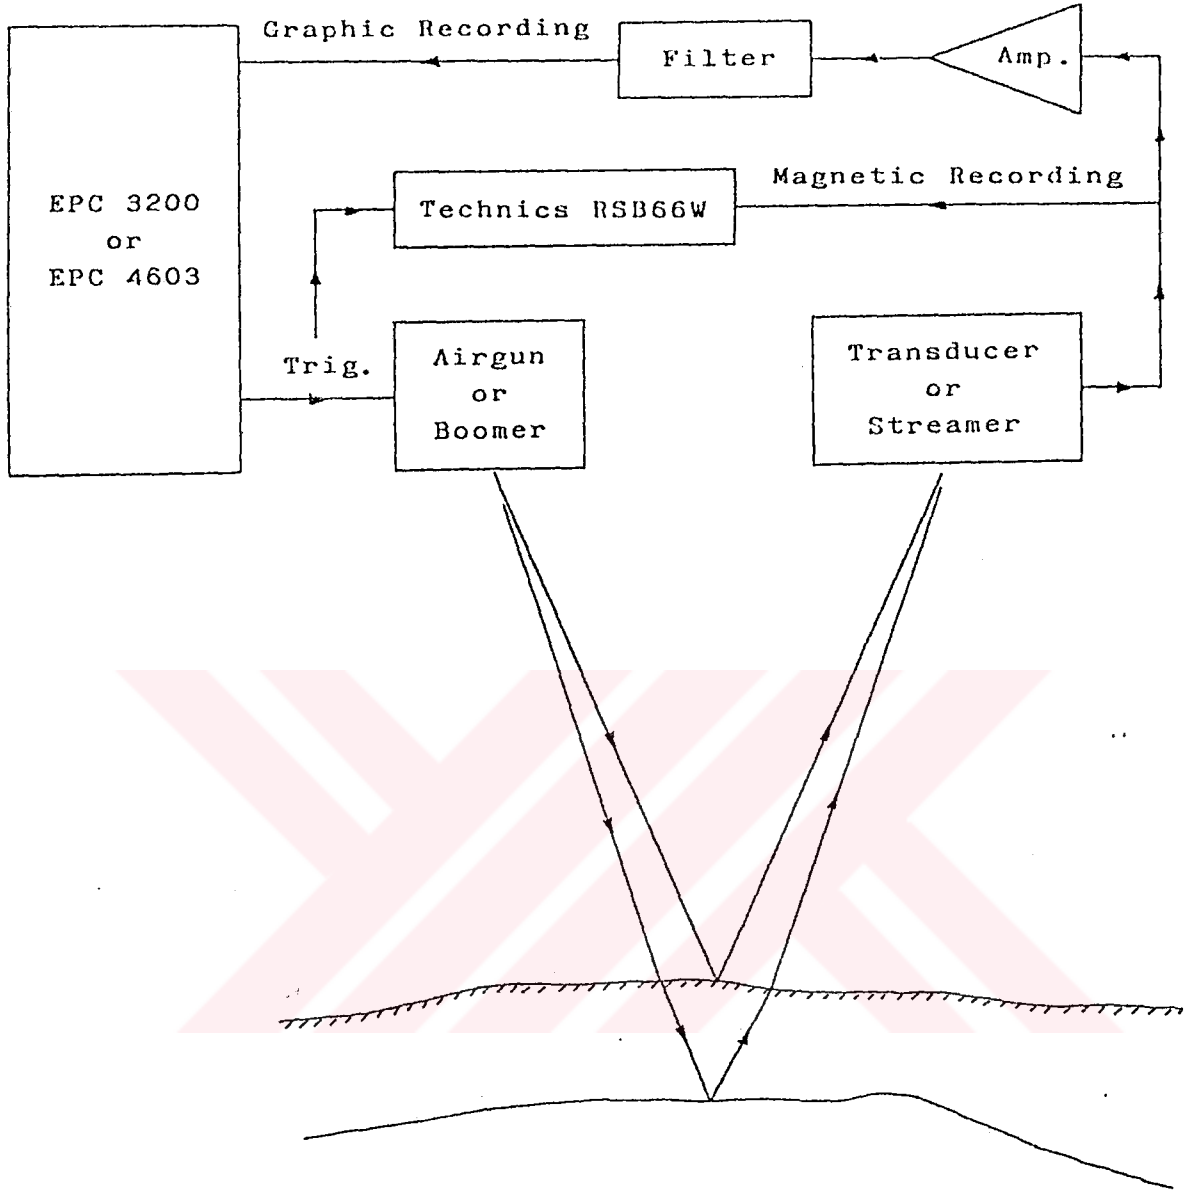 Graphic Recording
Filter
Amp.
EPC 3200
or
EPC 4603
Technics RSB66W
Magnetic Recording
Trig.
Airgun
or
Boomer
Transducer
or
Streamer